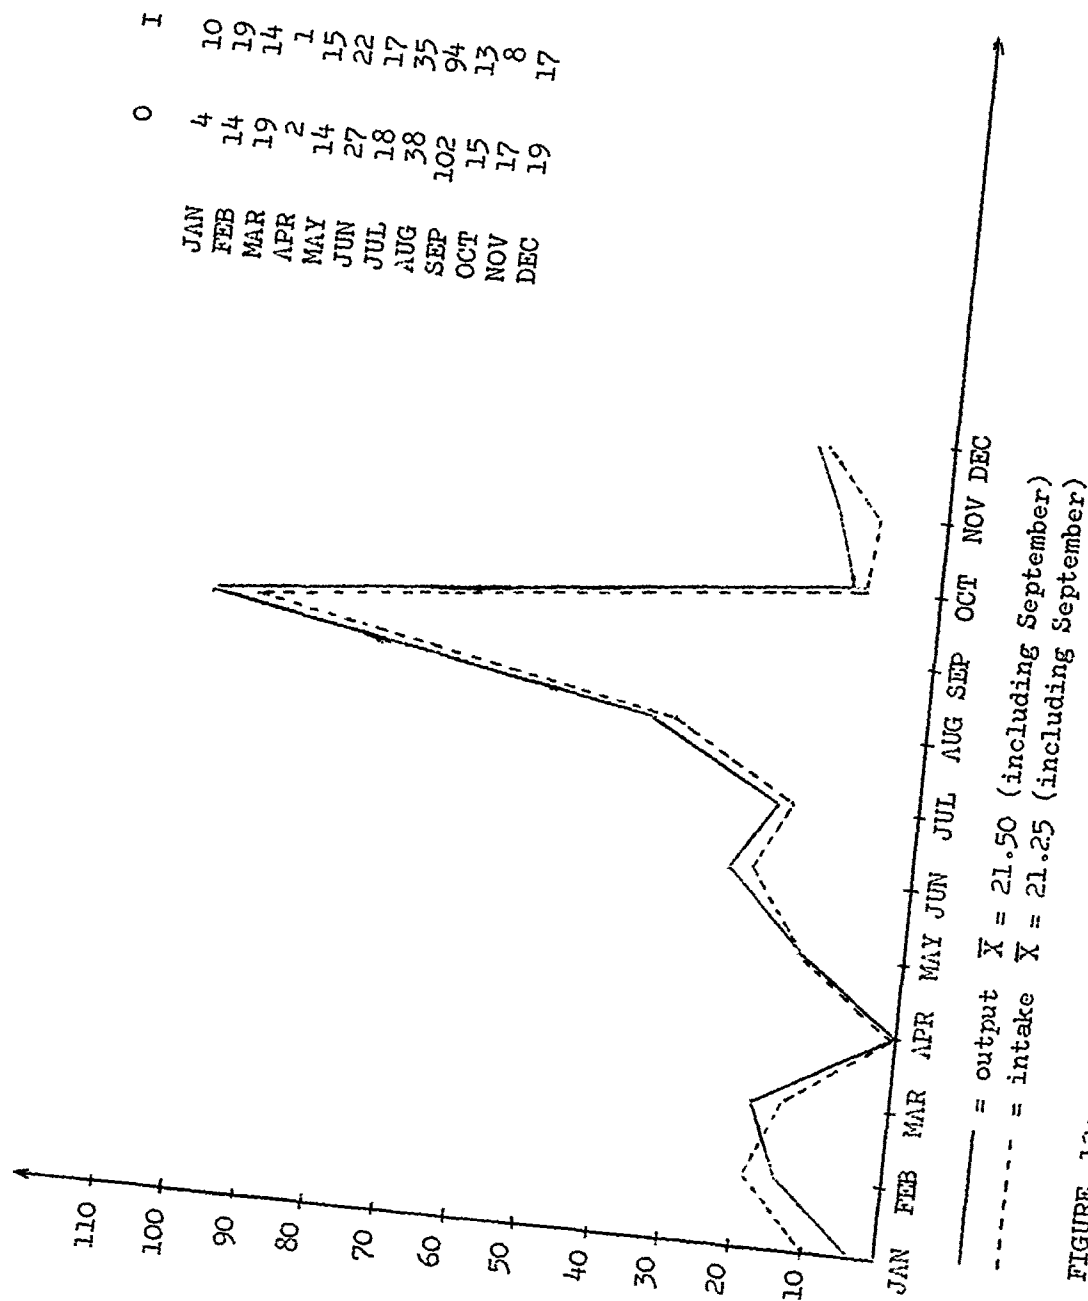 O I
JAN 4 10
FEB 14 19
MAR 19 14
APR 2 1
MAY 14 15
JUN 27 22
JUL 18 17
AUG 38 35
SEP 102 94
OCT 15 13
NOV 17 8
DEC 19 17
110
100
90
80
70
60
50
40
30
20
10
JAN FEB MAR APR MAY JUN JUL AUG SEP OCT NOV DEC
= output X̅ = 21.50 (including September)
= intake X̅ = 21.25 (including September)
FIGURE